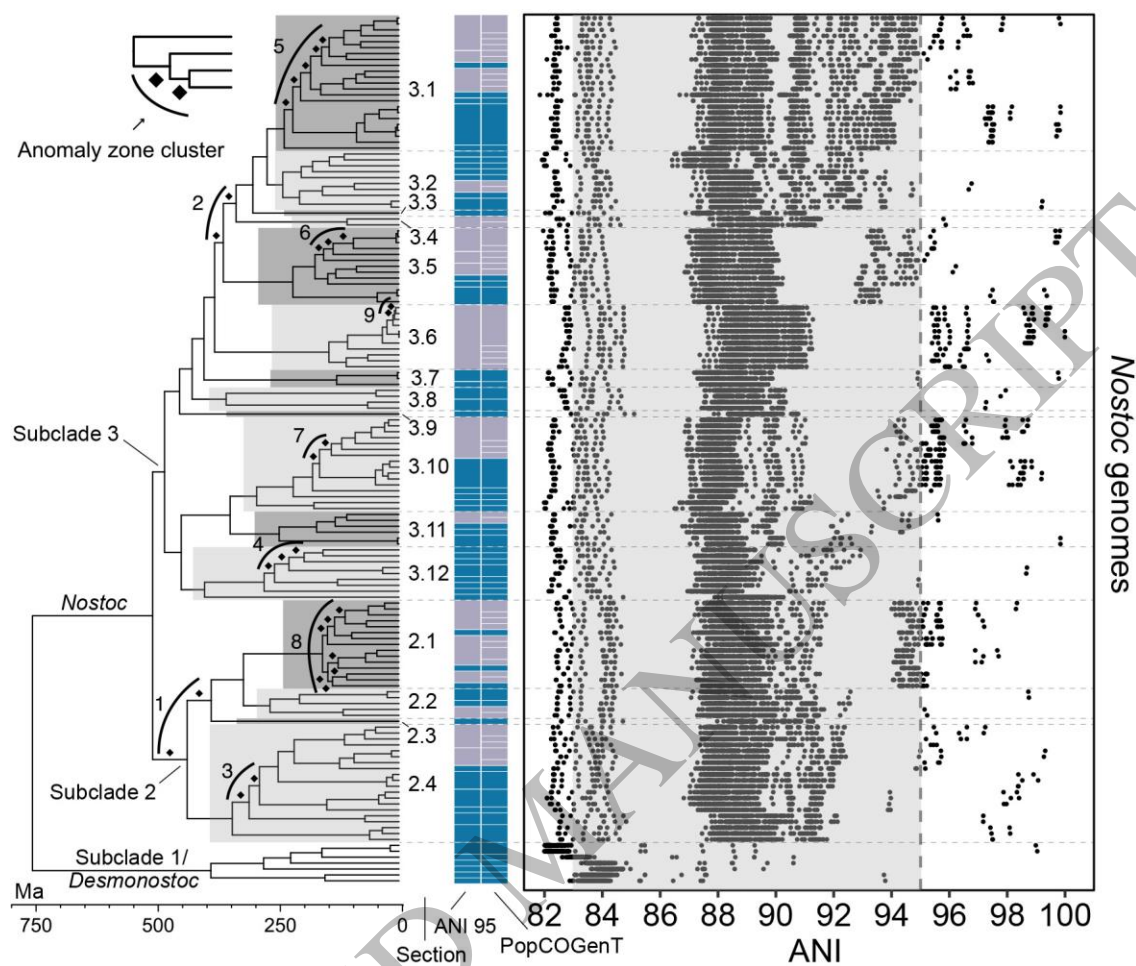 Anomaly zone cluster
5
3.1
2
3.2
3.3
6
3.4
3.5
9
3.6
3.7
3.8
Subclade 3
3.9
7
3.10
3.11
4
3.12
Nostoc
2.1
8
2.2
1
2.3
Subclade 2
3
2.4
Subclade 1/
Desmonostoc
Ma
750 500 250 0
Section
ANI 95
PopCOGenT
82 84 86 88 90 92 94 96 98 100
ANI
Nostoc genomes
D MANUSCRIPT